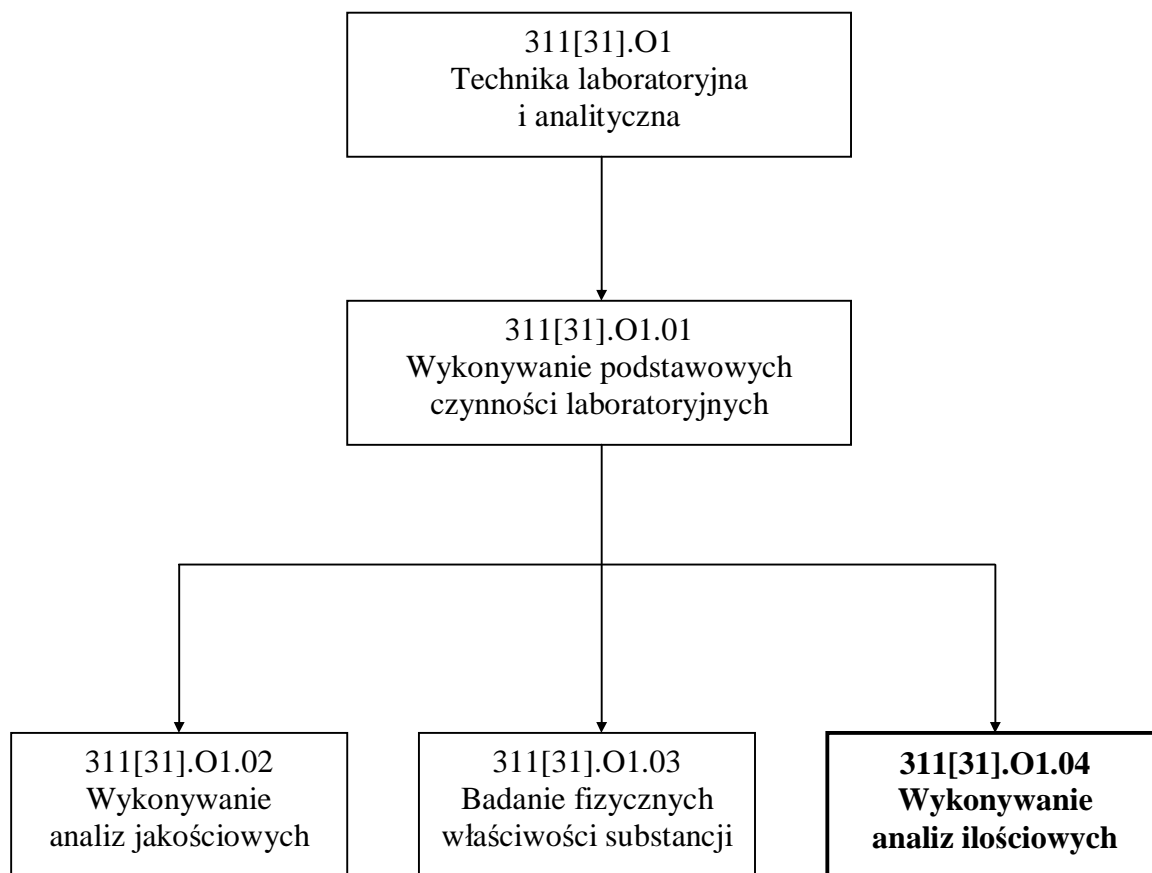 311[31].O1
Technika laboratoryjna
i analityczna
311[31].O1.01
Wykonywanie podstawowych
czynności laboratoryjnych
311[31].O1.02
Wykonywanie
analiz jakościowych
311[31].O1.03
Badanie fizycznych
właściwości substancji
311[31].O1.04
Wykonywanie
analiz ilościowych